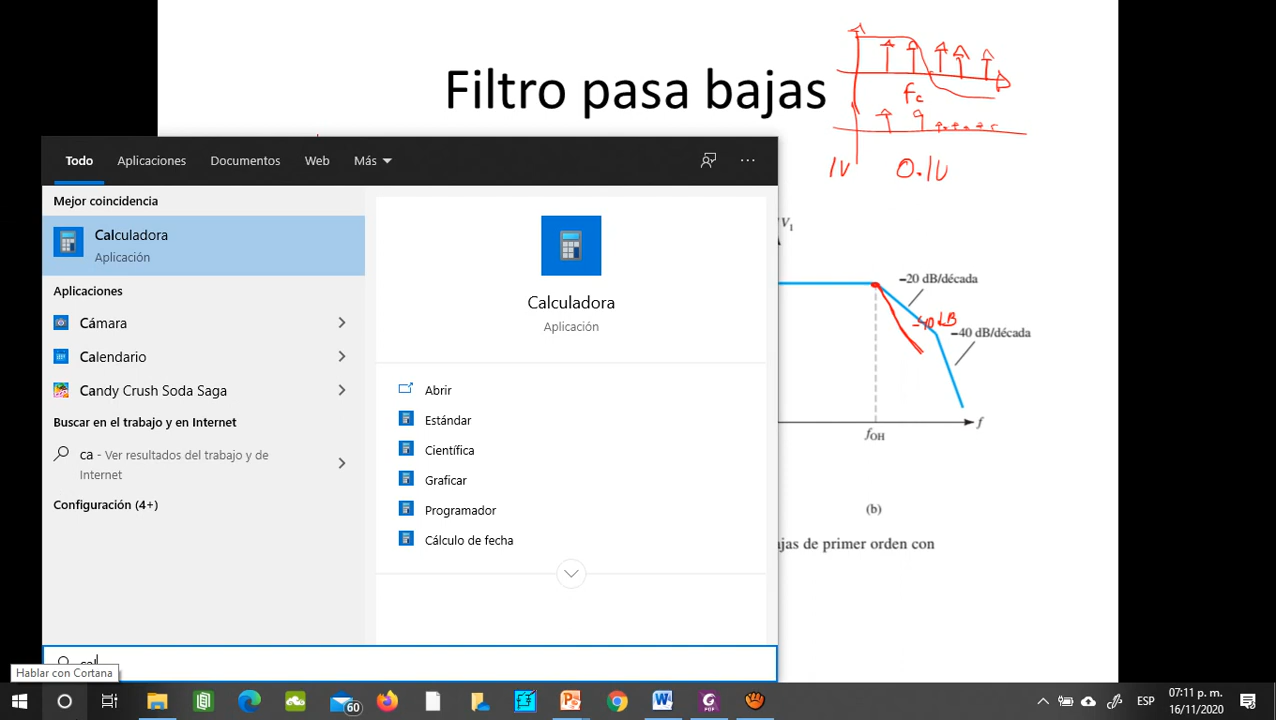 Filtro pasa bajas
fc
1V 0.1V
Todo Aplicaciones Documentos Web Más
Mejor coincidencia
Calculadora
Aplicación
Aplicaciones
Cámara
Calendario
Candy Crush Soda Saga
Buscar en el trabajo y en Internet
ca - Ver resultados del trabajo y de
Internet
Configuración (4+)
Calculadora
Aplicación
Abrir
Estándar
Científica
Graficar
Programador
Cálculo de fecha
V1
−20 dB/década
-40 dB
−40 dB/década
f
fOH
(b)
ajas de primer orden con
cal
Hablar con Cortana
60
ESP
07:11 p. m.
16/11/2020